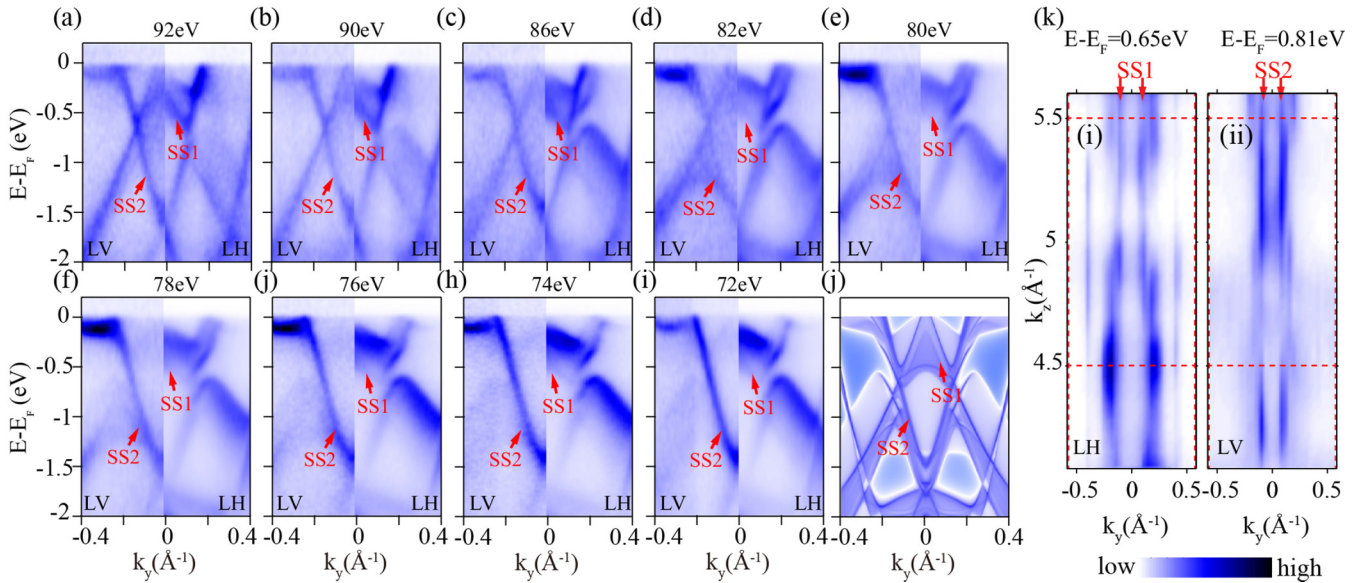 (a) 92eV (b) 90eV (c) 86eV (d) 82eV (e) 80eV (k)
E-E_F=0.65eV E-E_F=0.81eV
SS1 SS2
0
-0.5
-1
-1.5
-2
E-E_F (eV)
SS1 SS1 SS1 SS1 SS1
SS2 SS2 SS2 SS2 SS2
LV LH LV LH LV LH LV LH LV LH
(f) 78eV (j) 76eV (h) 74eV (i) 72eV (j)
0
-0.5
-1
-1.5
-2
E-E_F (eV)
SS1 SS1 SS1 SS1 SS1
SS2 SS2 SS2 SS2 SS2
LV LH LV LH LV LH LV LH
-0.4 0 0.4 -0.4 0 0.4 -0.4 0 0.4 -0.4 0 0.4 -0.4 0 0.4
k_y(Å⁻¹) k_y(Å⁻¹) k_y(Å⁻¹) k_y(Å⁻¹) k_y(Å⁻¹)
5.5
5
4.5
k_z(Å⁻¹)
(i) (ii)
LH LV
-0.5 0 0.5 -0.5 0 0.5
k_y(Å⁻¹) k_y(Å⁻¹)
low high